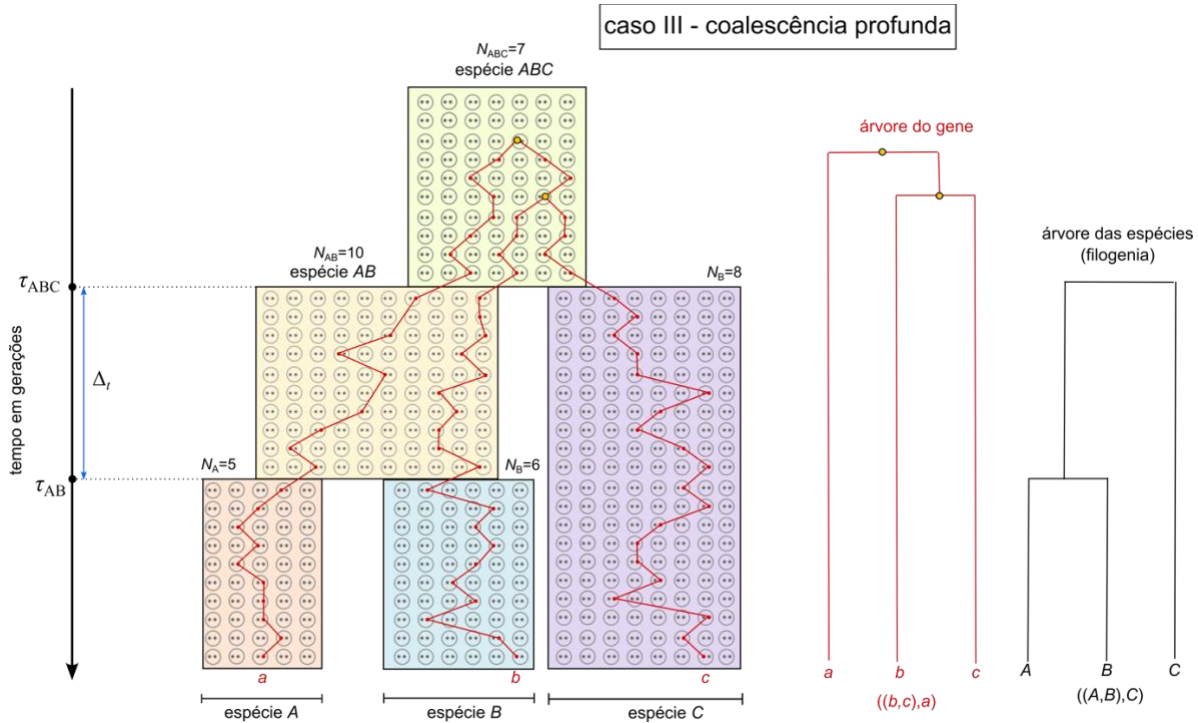 caso III - coalescência profunda
N_ABC=7
espécie ABC
árvore do gene
árvore das espécies
(filogenia)
N_AB=10
espécie AB
N_B=8
τ_ABC
Δ_t
tempo em gerações
N_A=5
N_B=6
τ_AB
a
b
c
a
b
c
A
B
C
((b,c),a)
((A,B),C)
espécie A
espécie B
espécie C